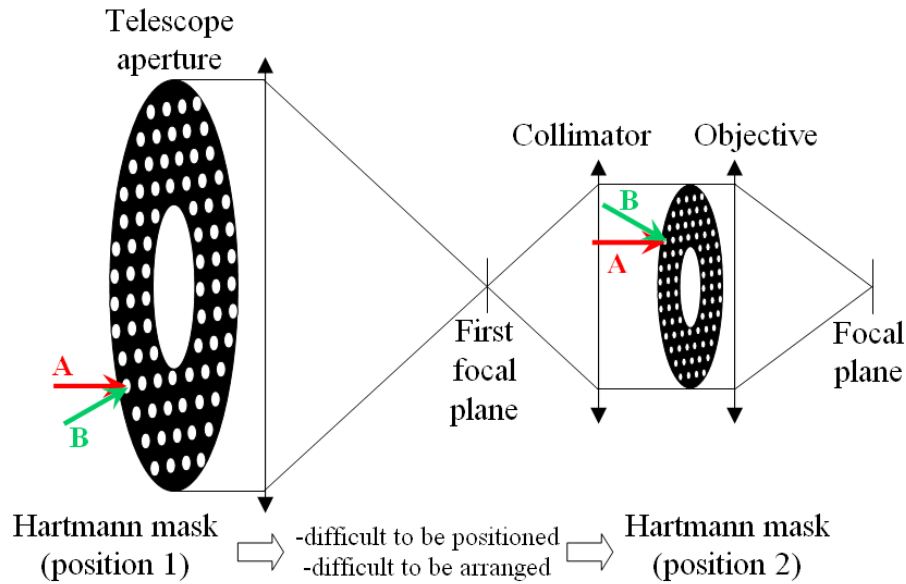 Telescope
aperture
Collimator
Objective
B
A
A
B
First
focal
plane
Focal
plane
Hartmann mask
(position 1)
-difficult to be positioned
-difficult to be arranged
Hartmann mask
(position 2)